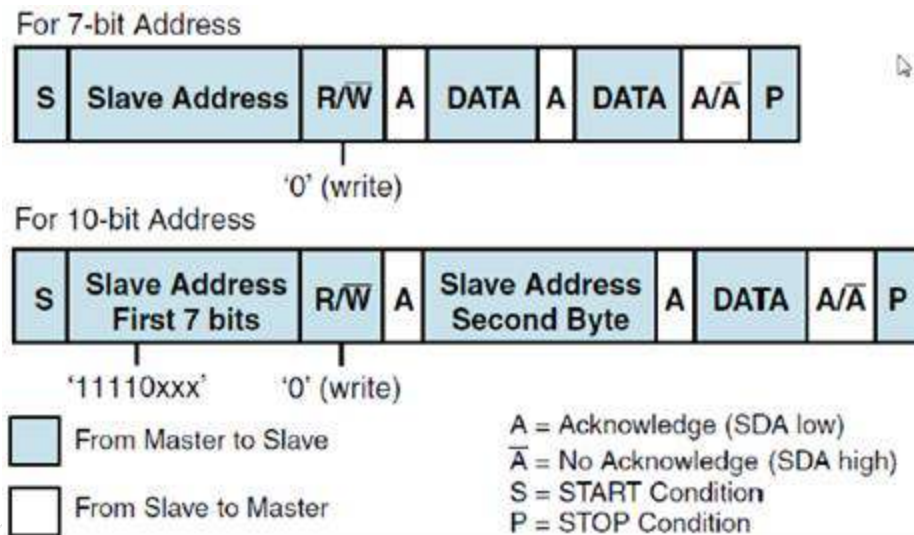 For 7-bit Address
S Slave Address R/W̅ A DATA A DATA A/A̅ P
'0' (write)
For 10-bit Address
S Slave Address First 7 bits R/W̅ A Slave Address Second Byte A DATA A/A̅ P
'11110xxx' '0' (write)
From Master to Slave
From Slave to Master
A = Acknowledge (SDA low)
A̅ = No Acknowledge (SDA high)
S = START Condition
P = STOP Condition